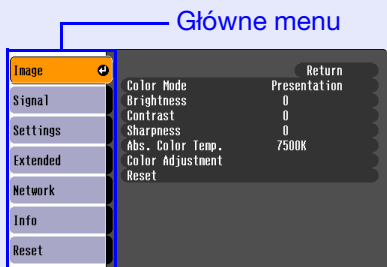 Główne menu
Image
Signal
Settings
Extended
Network
Info
Reset
Return
Color Mode Presentation
Brightness 0
Contrast 0
Sharpness 0
Abs. Color Temp. 7500K
Color Adjustment
Reset